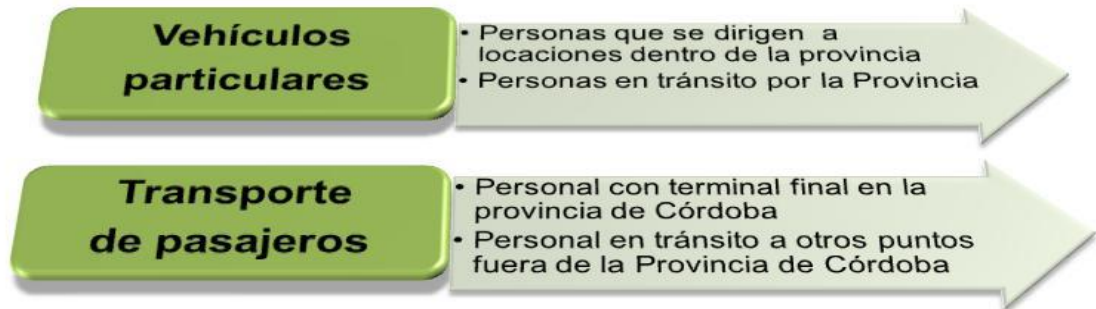 Vehículos
particulares
• Personas que se dirigen a
locaciones dentro de la provincia
• Personas en tránsito por la Provincia
Transporte
de pasajeros
• Personal con terminal final en la
provincia de Córdoba
• Personal en tránsito a otros puntos
fuera de la Provincia de Córdoba